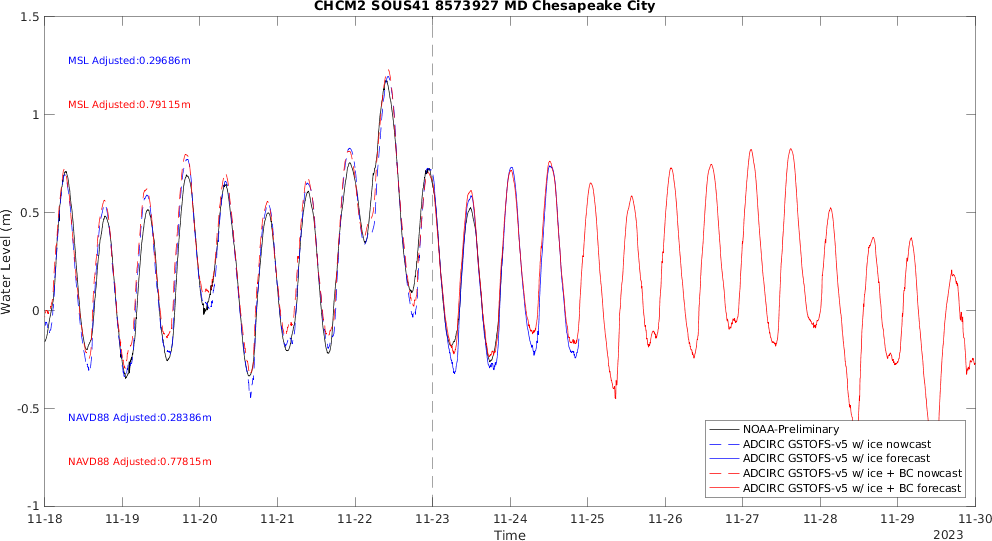 CHCM2 SOUS41 8573927 MD Chesapeake City
1.5
1
0.5
0
-0.5
-1
Water Level (m)
MSL Adjusted:0.29686m
MSL Adjusted:0.79115m
NAVD88 Adjusted:0.28386m
NAVD88 Adjusted:0.77815m
NOAA-Preliminary
ADCIRC GSTOFS-v5 w/ ice nowcast
ADCIRC GSTOFS-v5 w/ ice forecast
ADCIRC GSTOFS-v5 w/ ice + BC nowcast
ADCIRC GSTOFS-v5 w/ ice + BC forecast
11-18 11-19 11-20 11-21 11-22 11-23 11-24 11-25 11-26 11-27 11-28 11-29 11-30
Time
2023